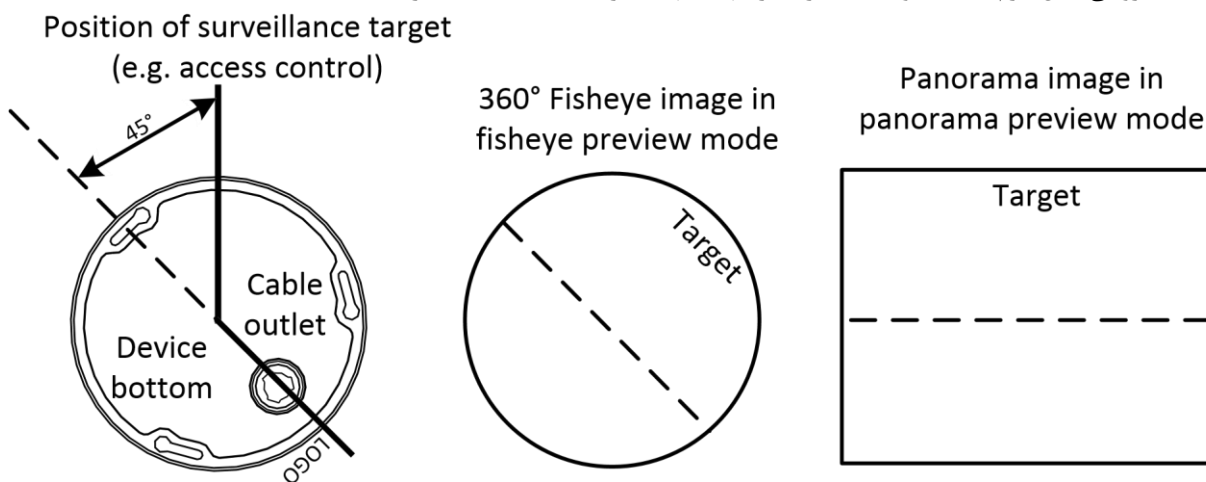 Position of surveillance target
(e.g. access control)
45°
Cable
outlet
Device
bottom
LOGO
360° Fisheye image in
fisheye preview mode
Target
Panorama image in
panorama preview mode
Target